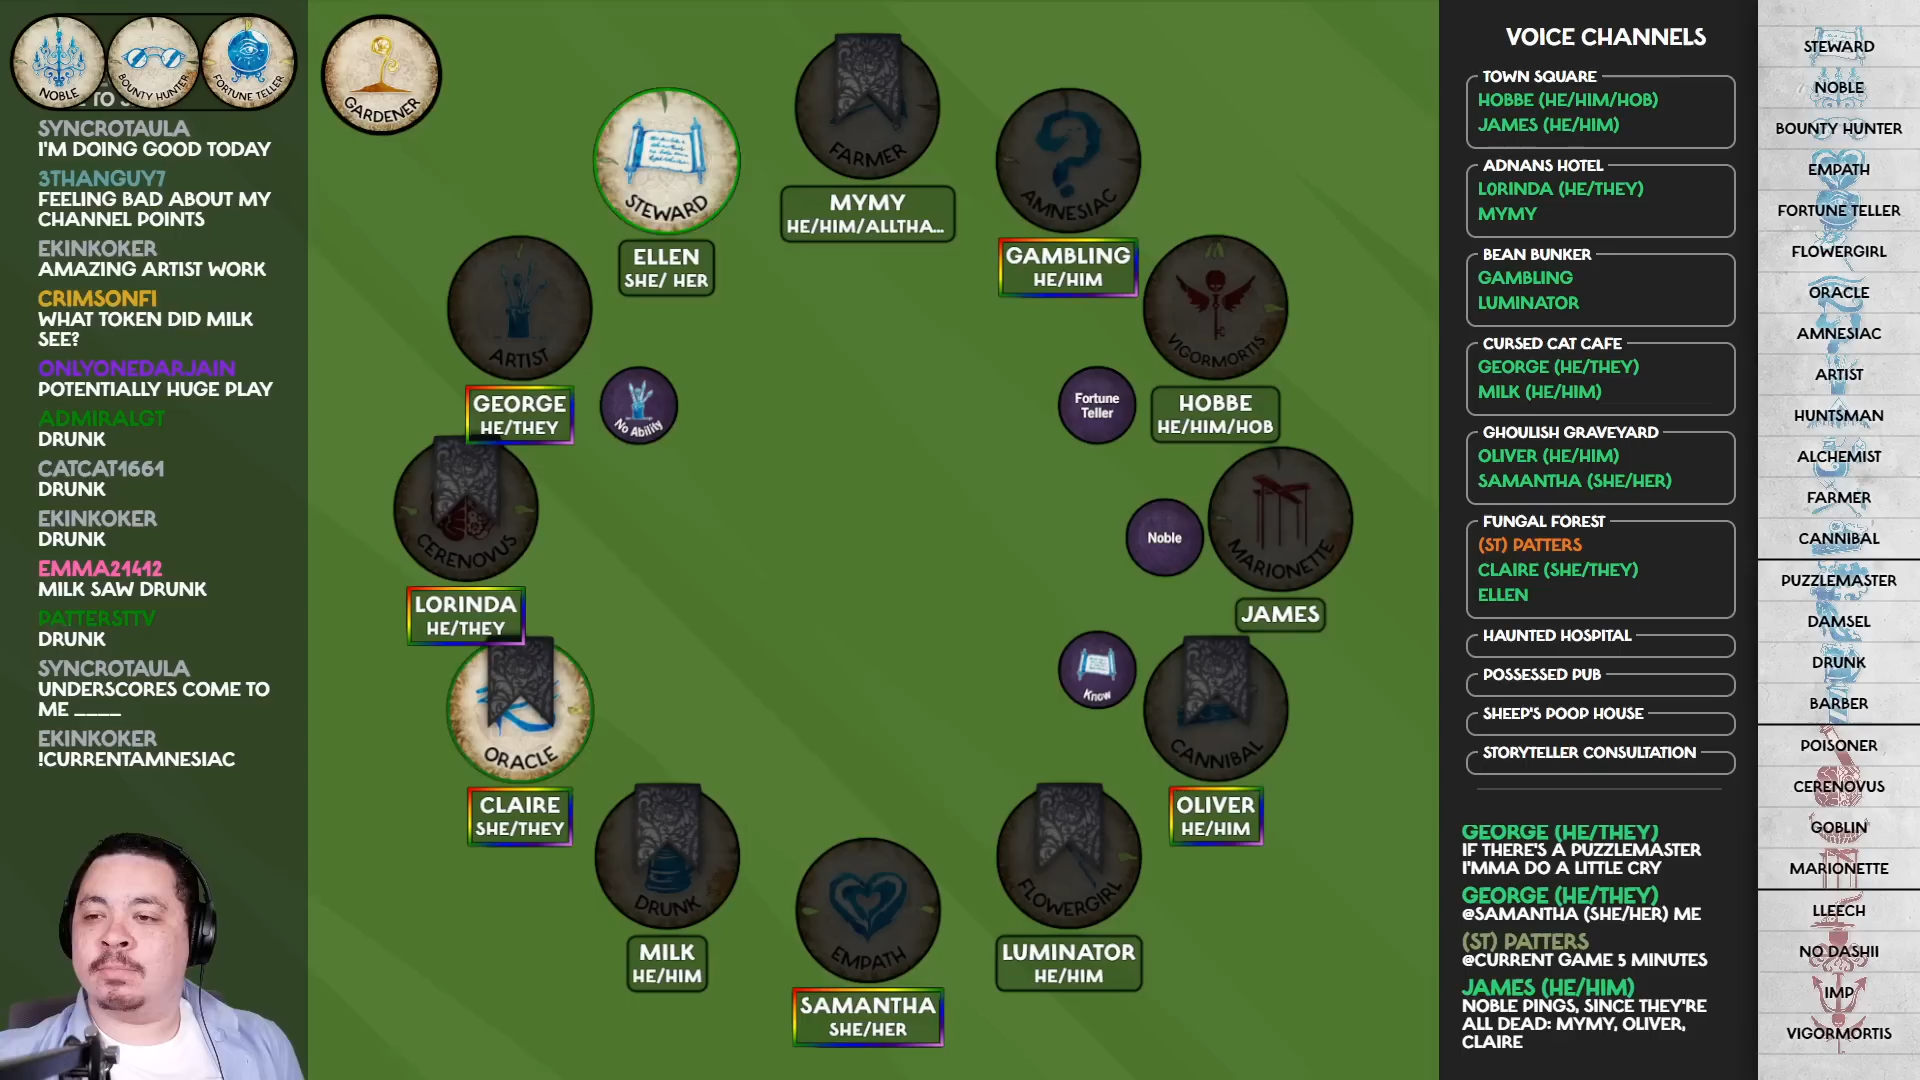 NOBLE
BOUNTY HUNTER
FORTUNE TELLER
SYNCROTAULA
I'M DOING GOOD TODAY
3THANGUY7
FEELING BAD ABOUT MY
CHANNEL POINTS
EKINKOKER
AMAZING ARTIST WORK
CRIMSONFI
WHAT TOKEN DID MILK
SEE?
ONLYONEDARJAIN
POTENTIALLY HUGE PLAY
ADMIRALGT
DRUNK
CATCAT1661
DRUNK
EKINKOKER
DRUNK
EMMA21412
MILK SAW DRUNK
PATTERSTTV
DRUNK
SYNCROTAULA
UNDERSCORES COME TO
ME ____
EKINKOKER
!CURRENTAMNESIAC
GARDENER
STEWARD
ELLEN
SHE/ HER
FARMER
MYMY
HE/HIM/ALLTHA...
AMNESIAC
GAMBLING
HE/HIM
ARTIST
GEORGE
HE/THEY
No Ability
VIGORMORTIS
HOBBE
HE/HIM/HOB
Fortune
Teller
CERENOVUS
LORINDA
HE/THEY
MARIONETTE
JAMES
Noble
ORACLE
CLAIRE
SHE/THEY
CANNIBAL
OLIVER
HE/HIM
Know
DRUNK
MILK
HE/HIM
EMPATH
SAMANTHA
SHE/HER
FLOWERGIRL
LUMINATOR
HE/HIM
VOICE CHANNELS
TOWN SQUARE
HOBBE (HE/HIM/HOB)
JAMES (HE/HIM)
ADNANS HOTEL
LORINDA (HE/THEY)
MYMY
BEAN BUNKER
GAMBLING
LUMINATOR
CURSED CAT CAFE
GEORGE (HE/THEY)
MILK (HE/HIM)
GHOULISH GRAVEYARD
OLIVER (HE/HIM)
SAMANTHA (SHE/HER)
FUNGAL FOREST
(ST) PATTERS
CLAIRE (SHE/THEY)
ELLEN
HAUNTED HOSPITAL
POSSESSED PUB
SHEEP'S POOP HOUSE
STORYTELLER CONSULTATION
GEORGE (HE/THEY)
IF THERE'S A PUZZLEMASTER
I'MMA DO A LITTLE CRY
GEORGE (HE/THEY)
@SAMANTHA (SHE/HER) ME
(ST) PATTERS
@CURRENT GAME 5 MINUTES
JAMES (HE/HIM)
NOBLE PINGS, SINCE THEY'RE
ALL DEAD: MYMY, OLIVER,
CLAIRE
STEWARD
NOBLE
BOUNTY HUNTER
EMPATH
FORTUNE TELLER
FLOWERGIRL
ORACLE
AMNESIAC
ARTIST
HUNTSMAN
ALCHEMIST
FARMER
CANNIBAL
PUZZLEMASTER
DAMSEL
DRUNK
BARBER
POISONER
CERENOVUS
GOBLIN
MARIONETTE
LLEECH
NO DASHII
IMP
VIGORMORTIS